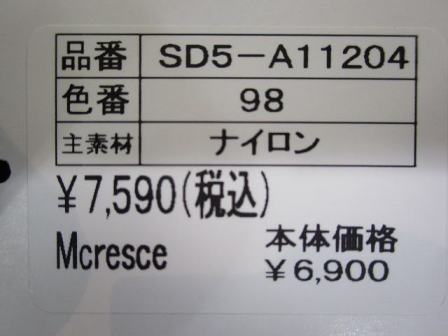 品番 SD5-A11204
色番 98
主素材 ナイロン
¥7,590(税込)
Mcresce 本体価格
¥6,900